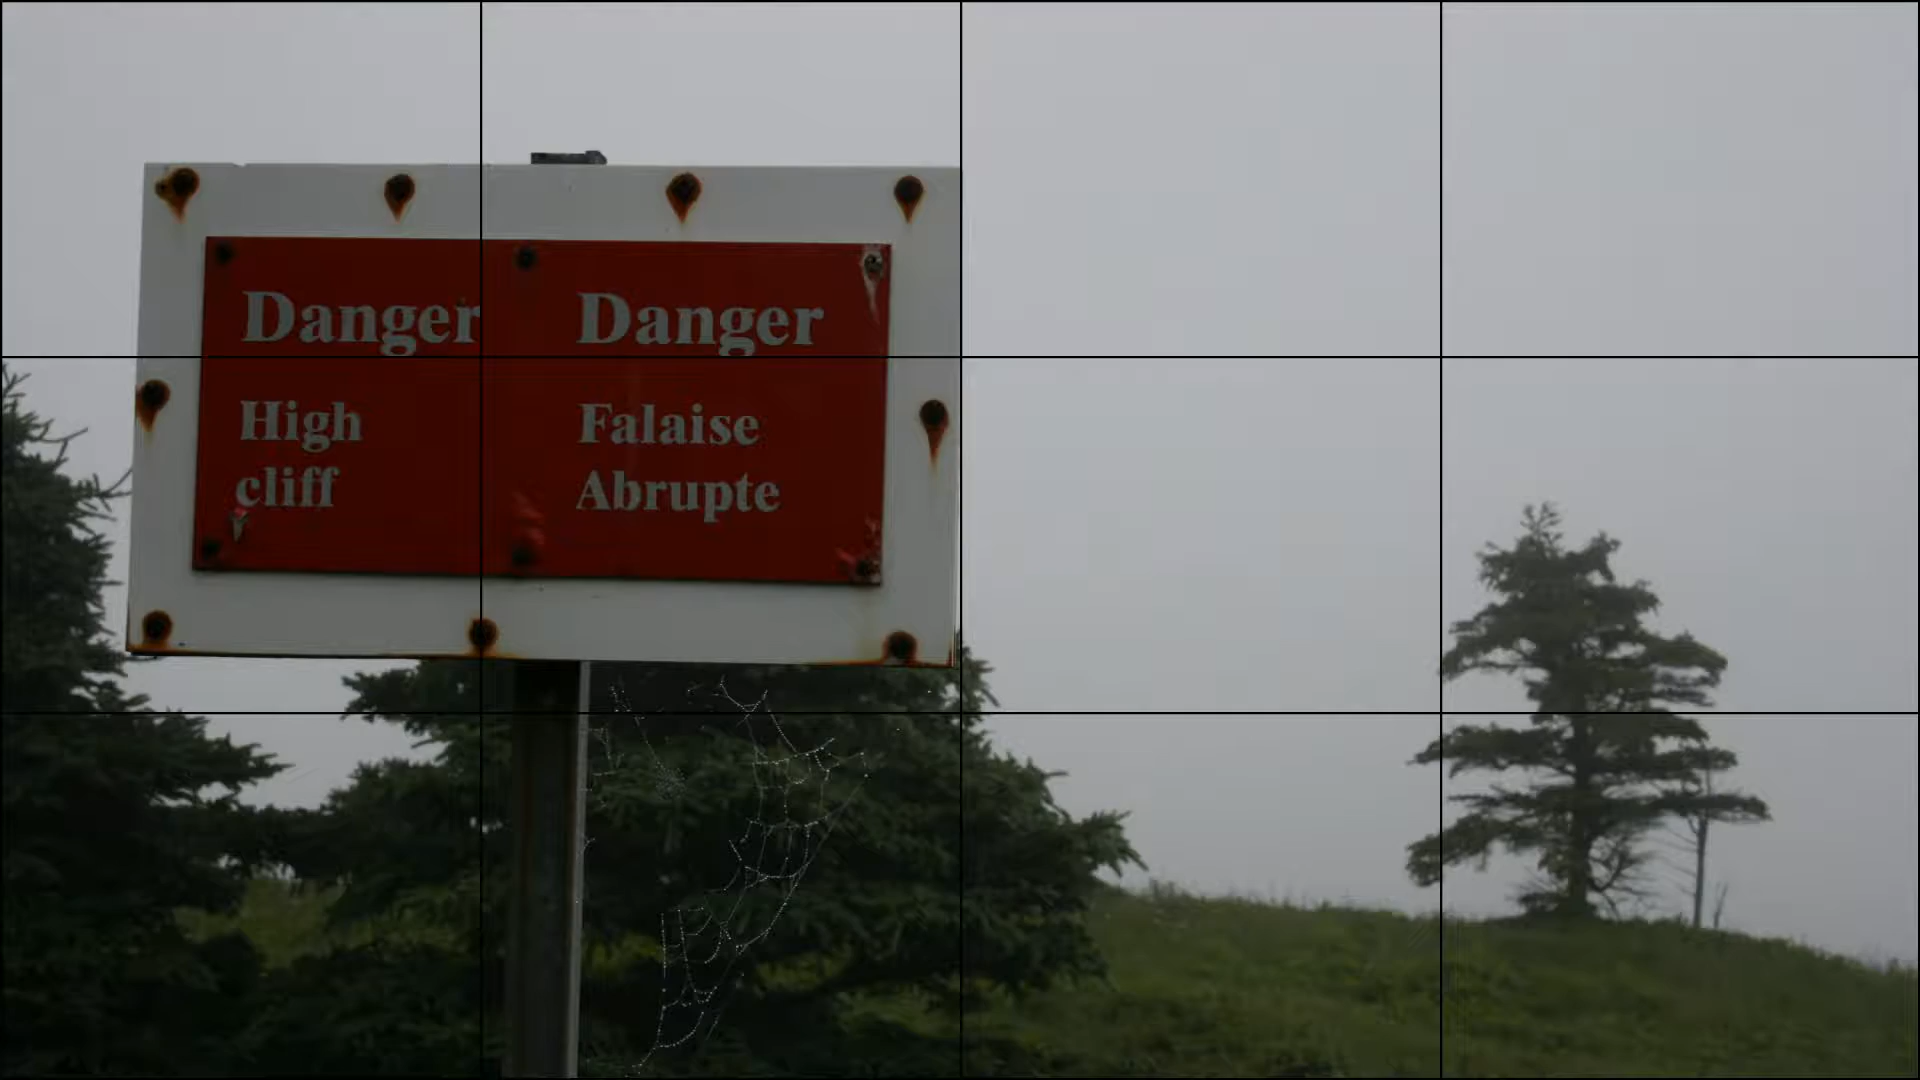 Danger
High
cliff
Danger
Falaise
Abrupte